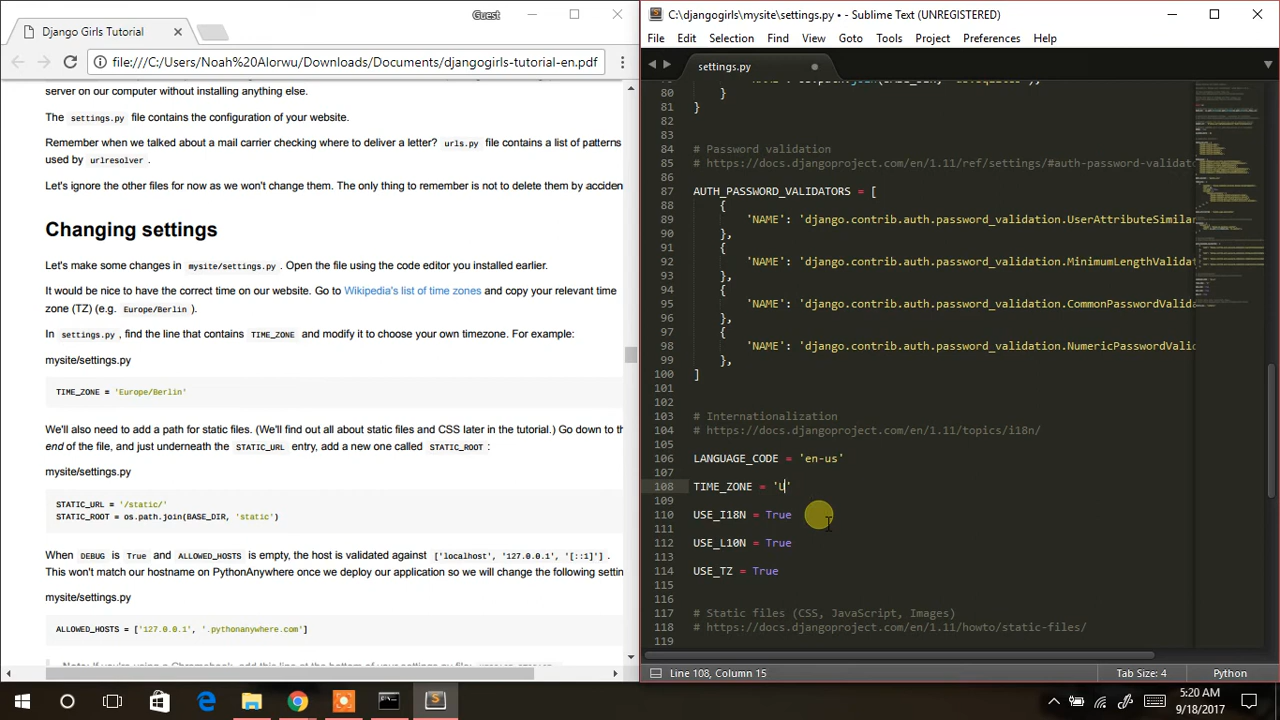 Guest
Django Girls Tutorial
file:///C:/Users/Noah%20Alorwu/Downloads/Documents/djangogirls-tutorial-en.pdf
server on our computer without installing anything else.
The settings.py file contains the configuration of your website.
Remember when we talked about a mail carrier checking where to deliver a letter? urls.py file contains a list of patterns
used by urlresolver .
Let's ignore the other files for now as we won't change them. The only thing to remember is not to delete them by acciden
Changing settings
Let's make some changes in mysite/settings.py . Open the file using the code editor you installed earlier.
It would be nice to have the correct time on our website. Go to Wikipedia's list of time zones and copy your relevant time
zone (TZ) (e.g. Europe/Berlin ).
In settings.py , find the line that contains TIME_ZONE and modify it to choose your own timezone. For example:
mysite/settings.py
TIME_ZONE = 'Europe/Berlin'
We'll also need to add a path for static files. (We'll find out all about static files and CSS later in the tutorial.) Go down to th
end of the file, and just underneath the STATIC_URL entry, add a new one called STATIC_ROOT :
mysite/settings.py
STATIC_URL = '/static/'
STATIC_ROOT = os.path.join(BASE_DIR, 'static')
When DEBUG is True and ALLOWED_HOSTS is empty, the host is validated against ['localhost', '127.0.0.1', '[::1]'] .
This won't match our hostname on PythonAnywhere once we deploy our application so we will change the following settin
mysite/settings.py
ALLOWED_HOSTS = ['127.0.0.1', '.pythonanywhere.com']
C:\djangogirls\mysite\settings.py • - Sublime Text (UNREGISTERED)
File Edit Selection Find View Goto Tools Project Preferences Help
settings.py
80 }
81 }
82
83
84 # Password validation
85 # https://docs.djangoproject.com/en/1.11/ref/settings/#auth-password-validat
86
87 AUTH_PASSWORD_VALIDATORS = [
88 {
89 'NAME': 'django.contrib.auth.password_validation.UserAttributeSimilar
90 },
91 {
92 'NAME': 'django.contrib.auth.password_validation.MinimumLengthValida
93 },
94 {
95 'NAME': 'django.contrib.auth.password_validation.CommonPasswordValid
96 },
97 {
98 'NAME': 'django.contrib.auth.password_validation.NumericPasswordValid
99 },
100 ]
101
102
103 # Internationalization
104 # https://docs.djangoproject.com/en/1.11/topics/i18n/
105
106 LANGUAGE_CODE = 'en-us'
107
108 TIME_ZONE = 'U'
109
110 USE_I18N = True
111
112 USE_L10N = True
113
114 USE_TZ = True
115
116
117 # Static files (CSS, JavaScript, Images)
118 # https://docs.djangoproject.com/en/1.11/howto/static-files/
119
Line 108, Column 15 Tab Size: 4 Python
5:20 AM
9/18/2017